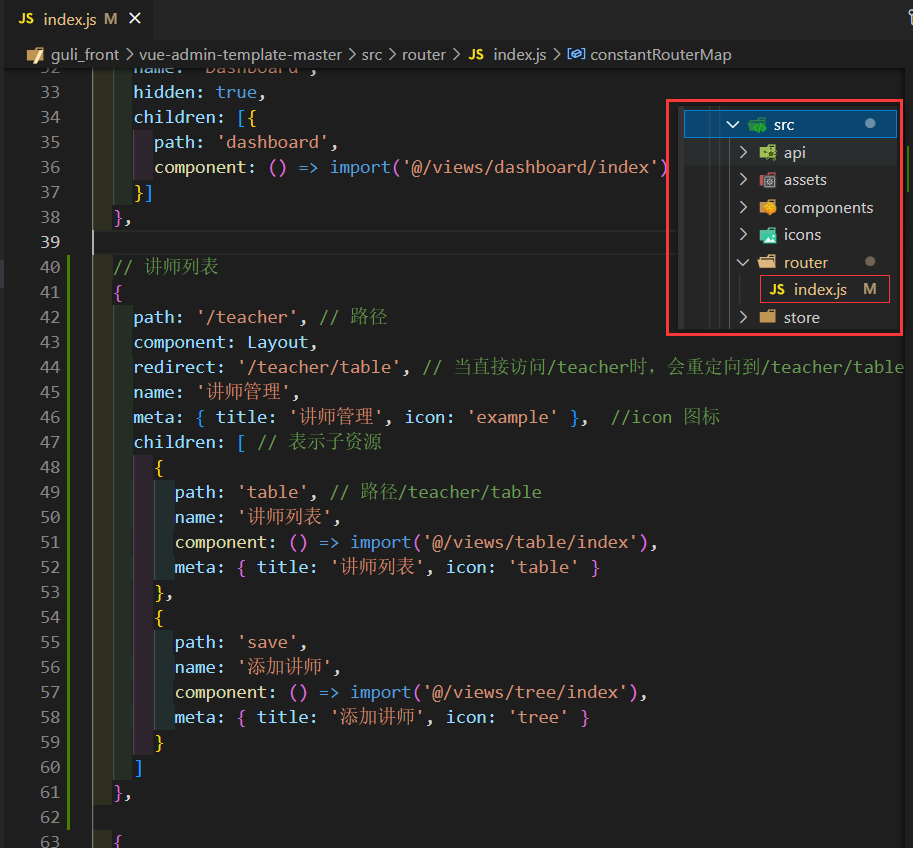 JS index.js M ×
guli_front > vue-admin-template-master > src > router > JS index.js > constantRouterMap
32 name: 'Dashboard',
33 hidden: true,
34 children: [{
35 path: 'dashboard',
36 component: () => import('@/views/dashboard/index')
37 }]
38 },
39
40 // 讲师列表
41 {
42 path: '/teacher', // 路径
43 component: Layout,
44 redirect: '/teacher/table', // 当直接访问/teacher时，会重定向到/teacher/table
45 name: '讲师管理',
46 meta: { title: '讲师管理', icon: 'example' }, //icon 图标
47 children: [ // 表示子资源
48 {
49 path: 'table', // 路径/teacher/table
50 name: '讲师列表',
51 component: () => import('@/views/table/index'),
52 meta: { title: '讲师列表', icon: 'table' }
53 },
54 {
55 path: 'save',
56 name: '添加讲师',
57 component: () => import('@/views/tree/index'),
58 meta: { title: '添加讲师', icon: 'tree' }
59 }
60 ]
61 },
62
63 {
src
api
assets
components
icons
router
JS index.js M
store